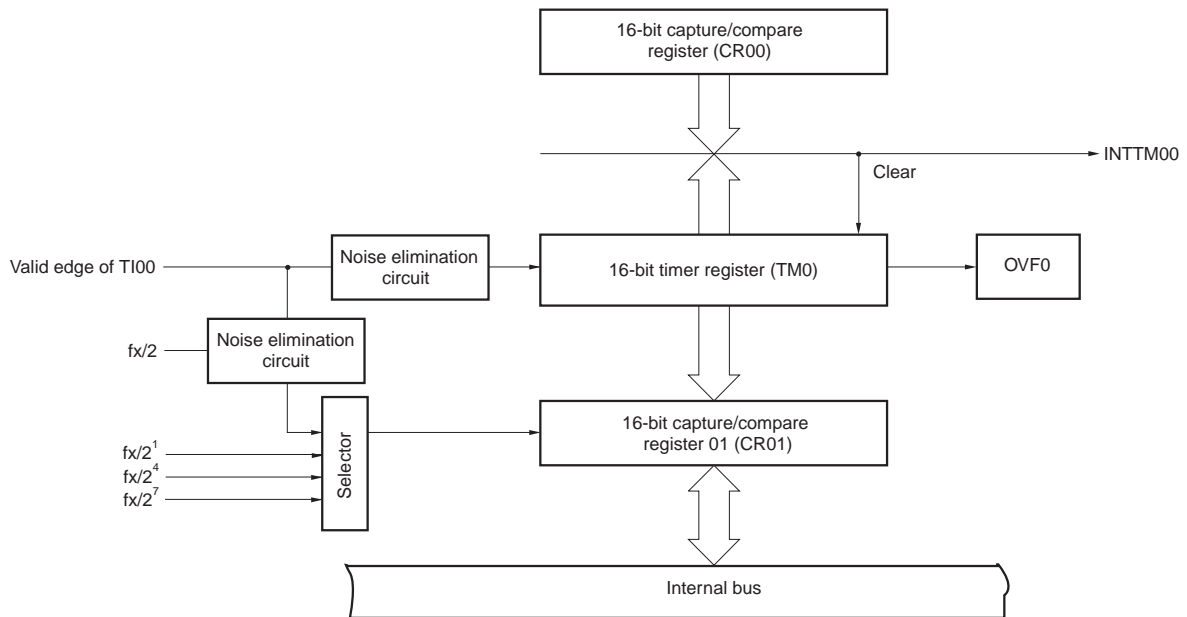 16-bit capture/compare
register (CR00)
INTTM00
Clear
Valid edge of TI00
Noise elimination
circuit
16-bit timer register (TM0)
OVF0
fx/2
Noise elimination
circuit
Selector
16-bit capture/compare
register 01 (CR01)
fx/2¹
fx/2⁴
fx/2⁷
Internal bus